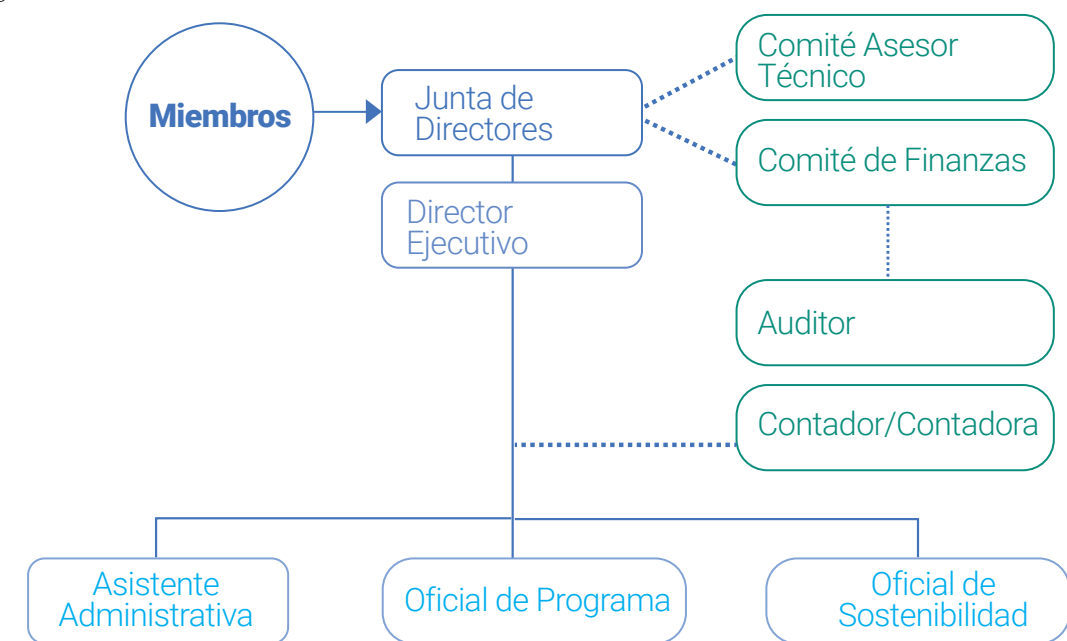 Miembros
Junta de
Directores
Comité Asesor
Técnico
Comité de Finanzas
Director
Ejecutivo
Auditor
Contador/Contadora
Asistente
Administrativa
Oficial de Programa
Oficial de
Sostenibilidad